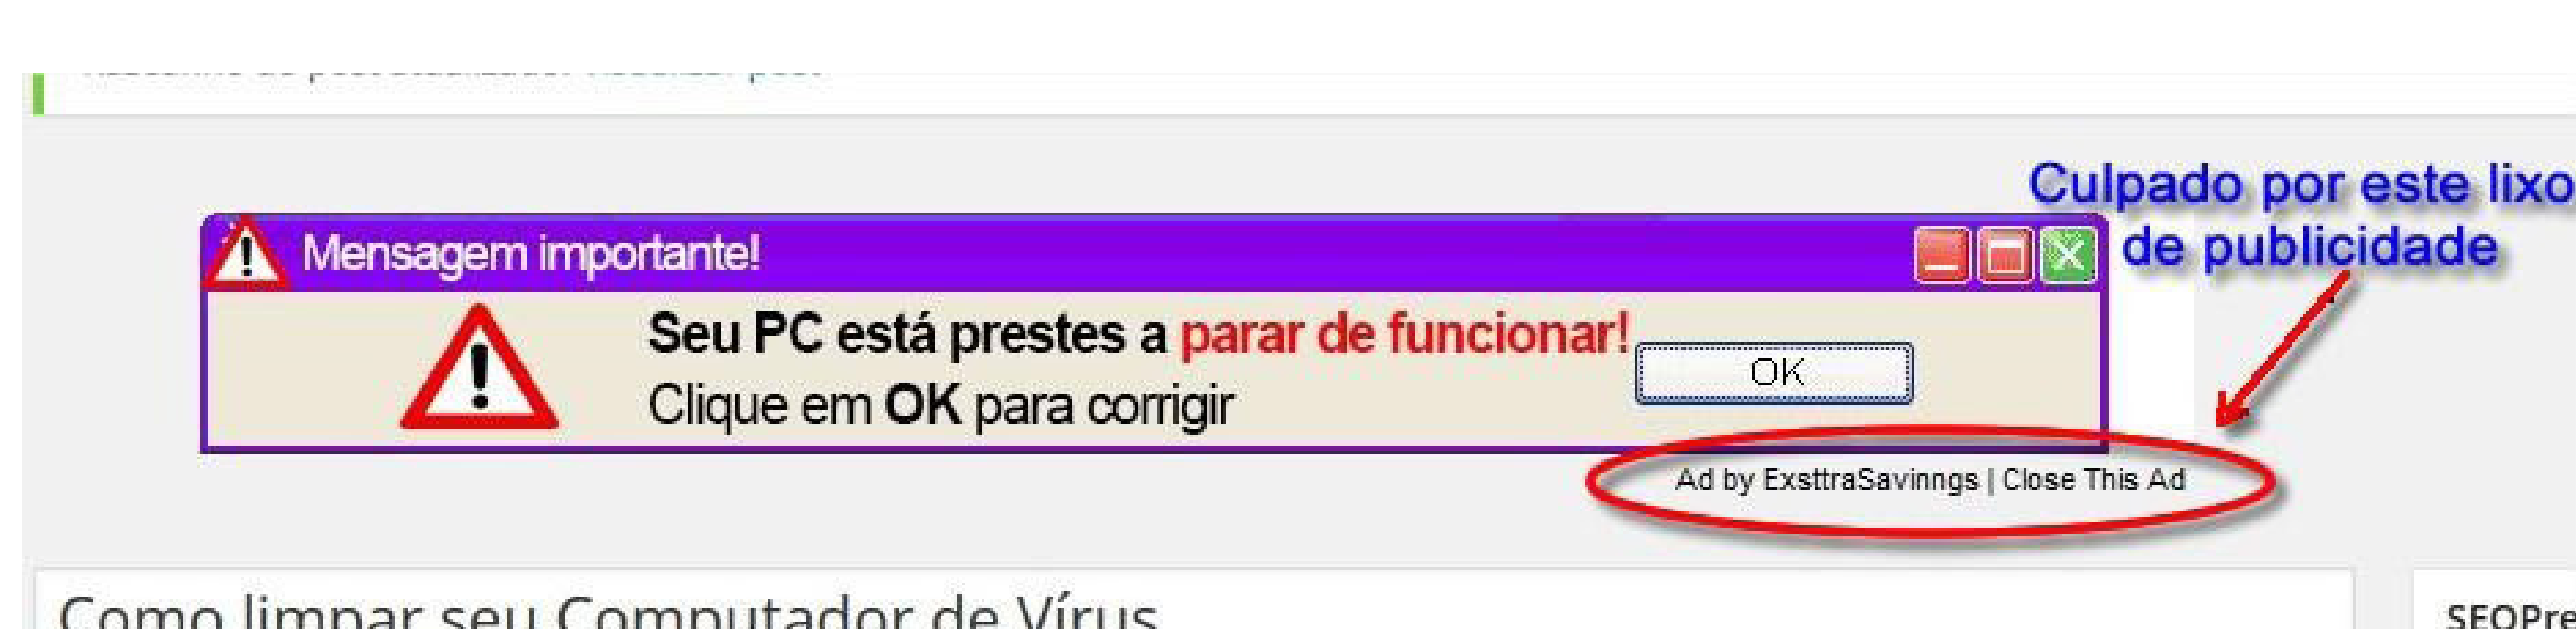 Culpado por este lixo
de publicidade
Mensagem importante!
Seu PC está prestes a parar de funcionar!
Clique em OK para corrigir
OK
Ad by ExsttraSavinngs | Close This Ad
Como limpar seu Computador de Vírus
SEOPre